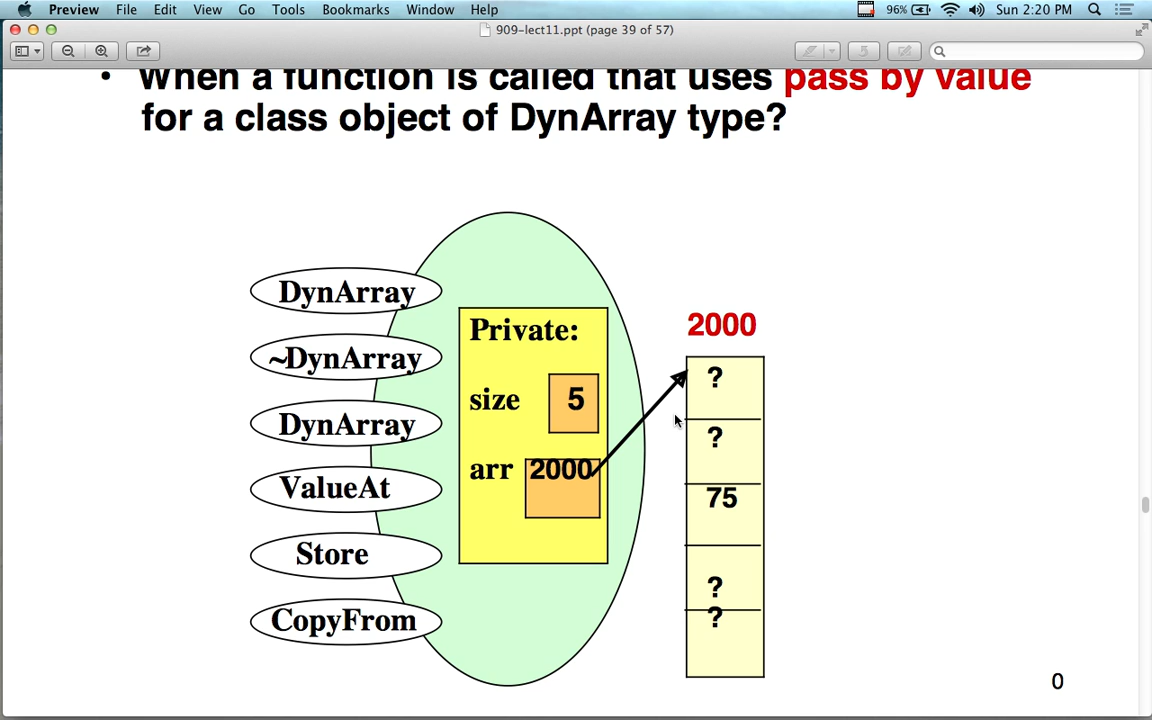 Preview File Edit View Go Tools Bookmarks Window Help 96% Sun 2:20 PM
909-lect11.ppt (page 39 of 57)
• When a function is called that uses pass by value
for a class object of DynArray type?
DynArray
~DynArray
DynArray
ValueAt
Store
CopyFrom
Private:
size 5
arr 2000
2000
?
?
75
?
?
0